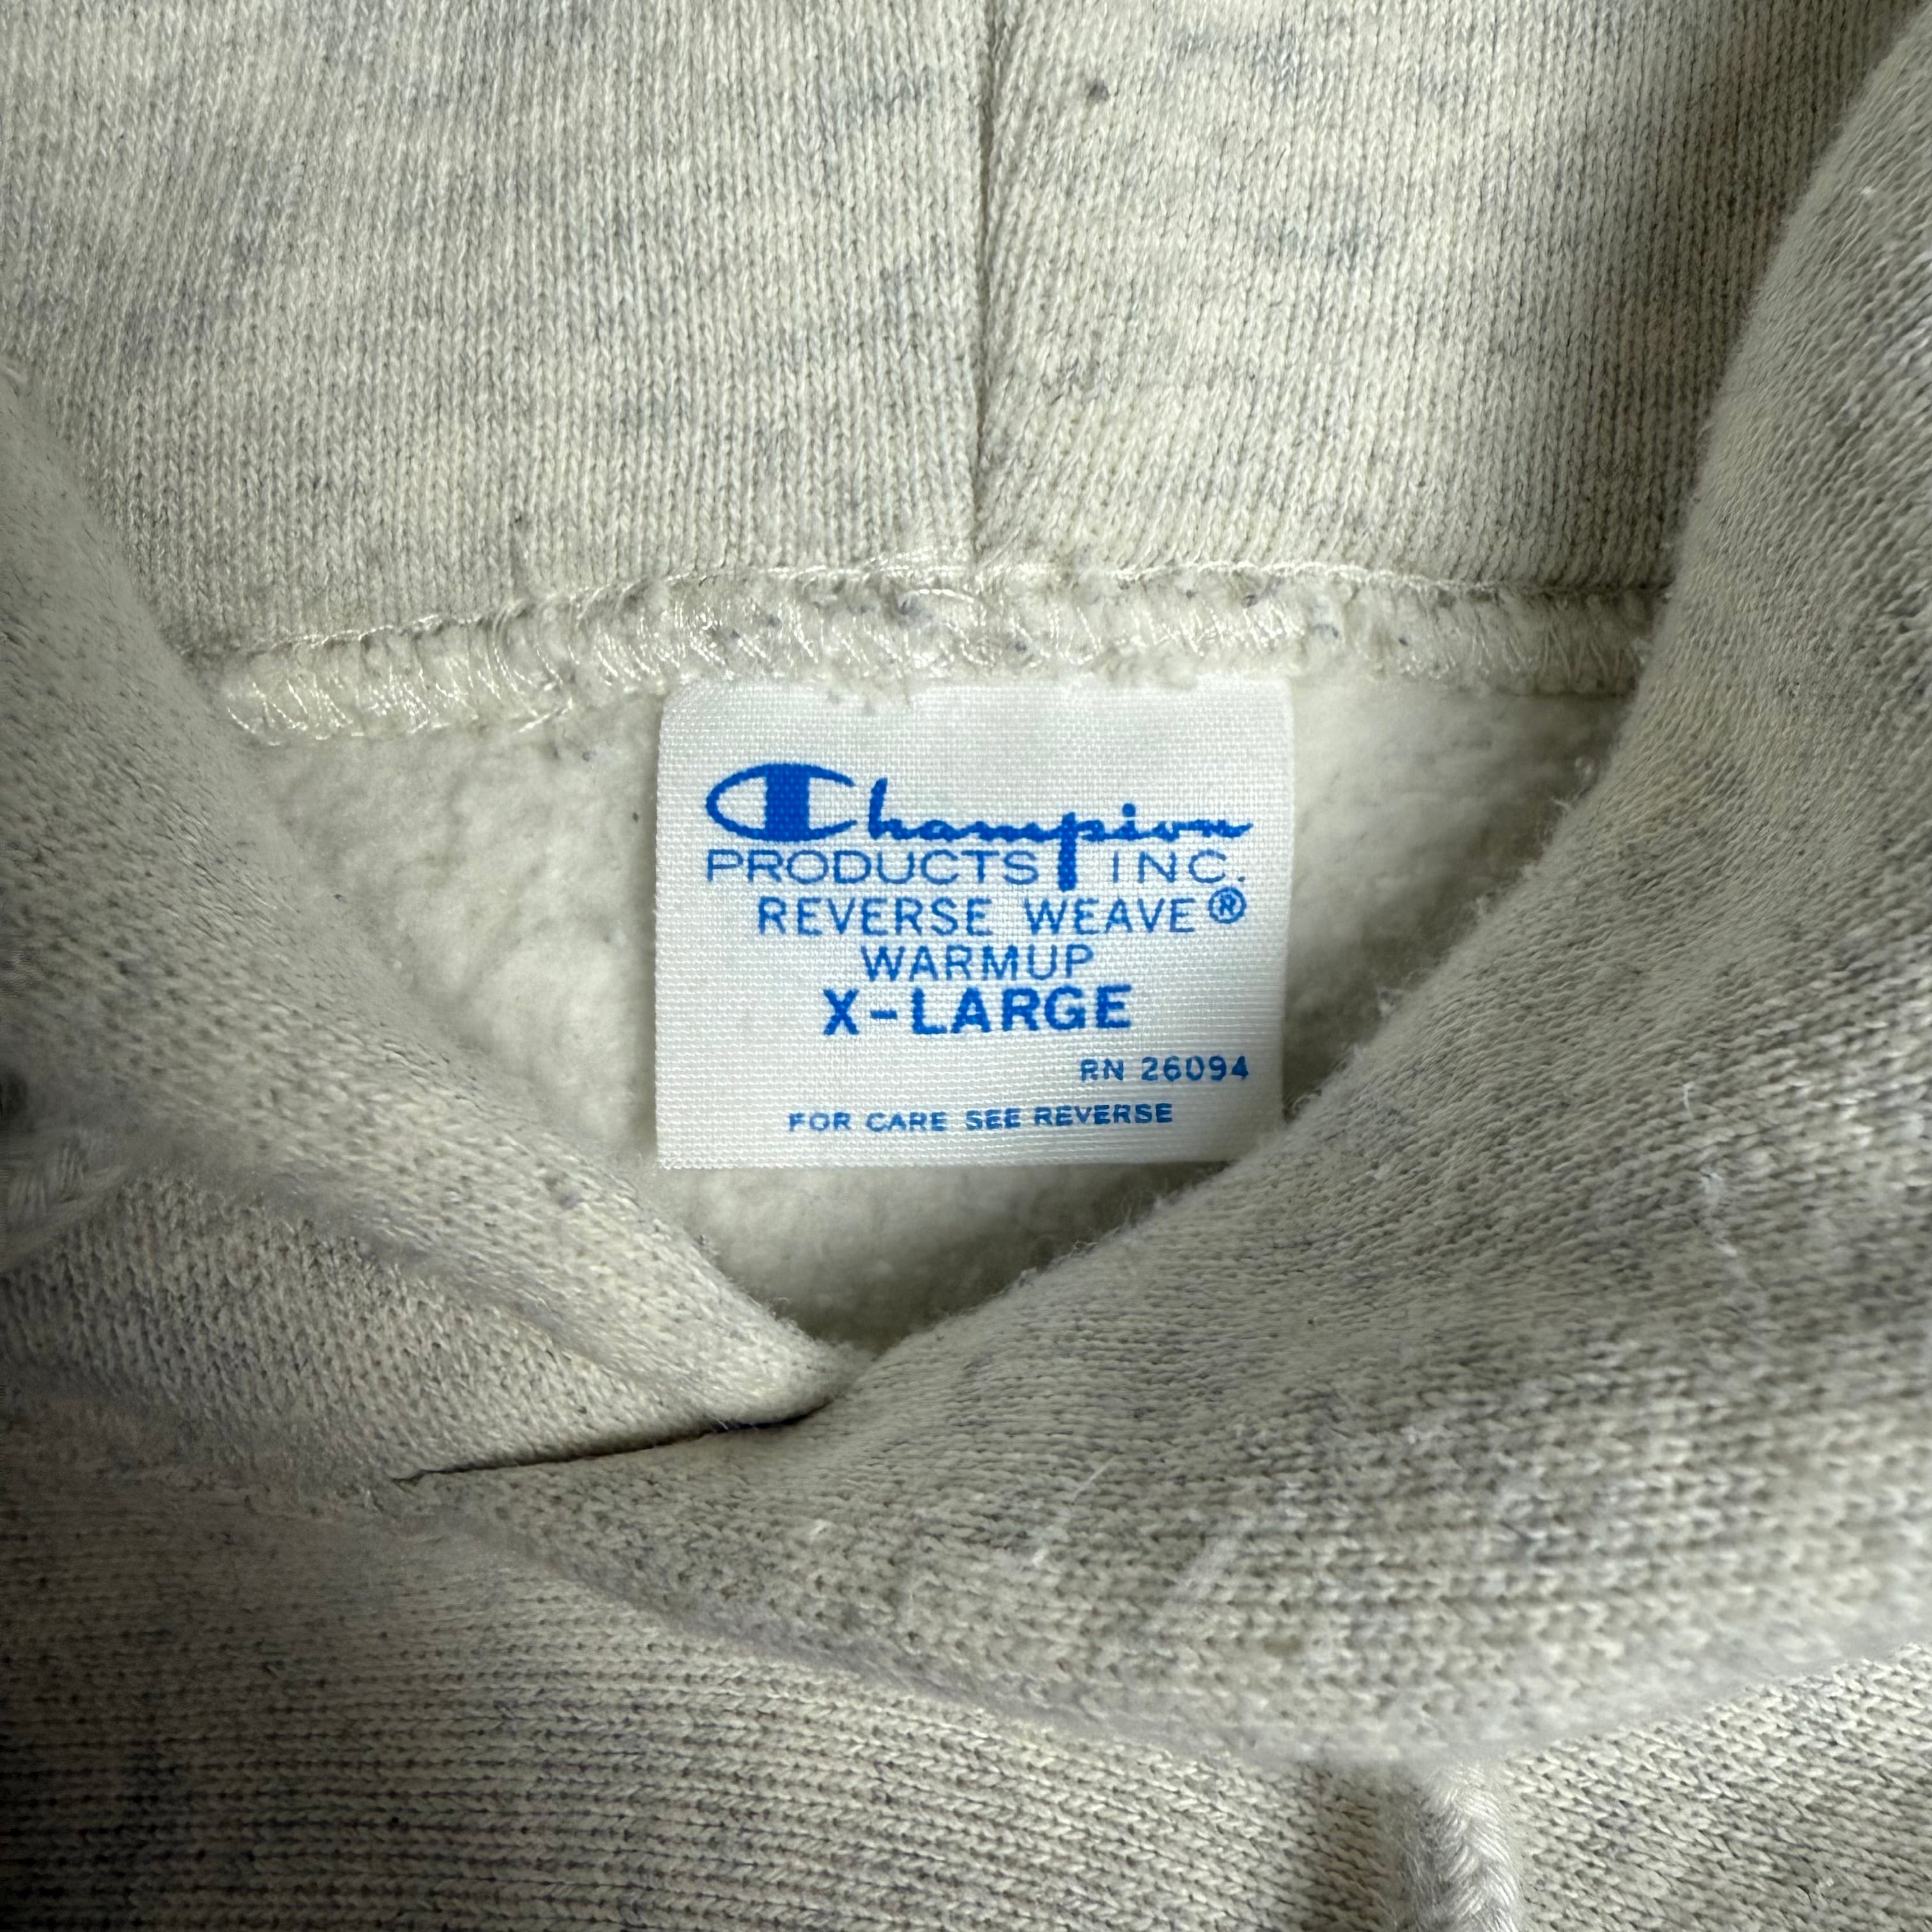 Champion
PRODUCTS INC.
REVERSE WEAVE®
WARMUP
X-LARGE
RN 26094
FOR CARE SEE REVERSE